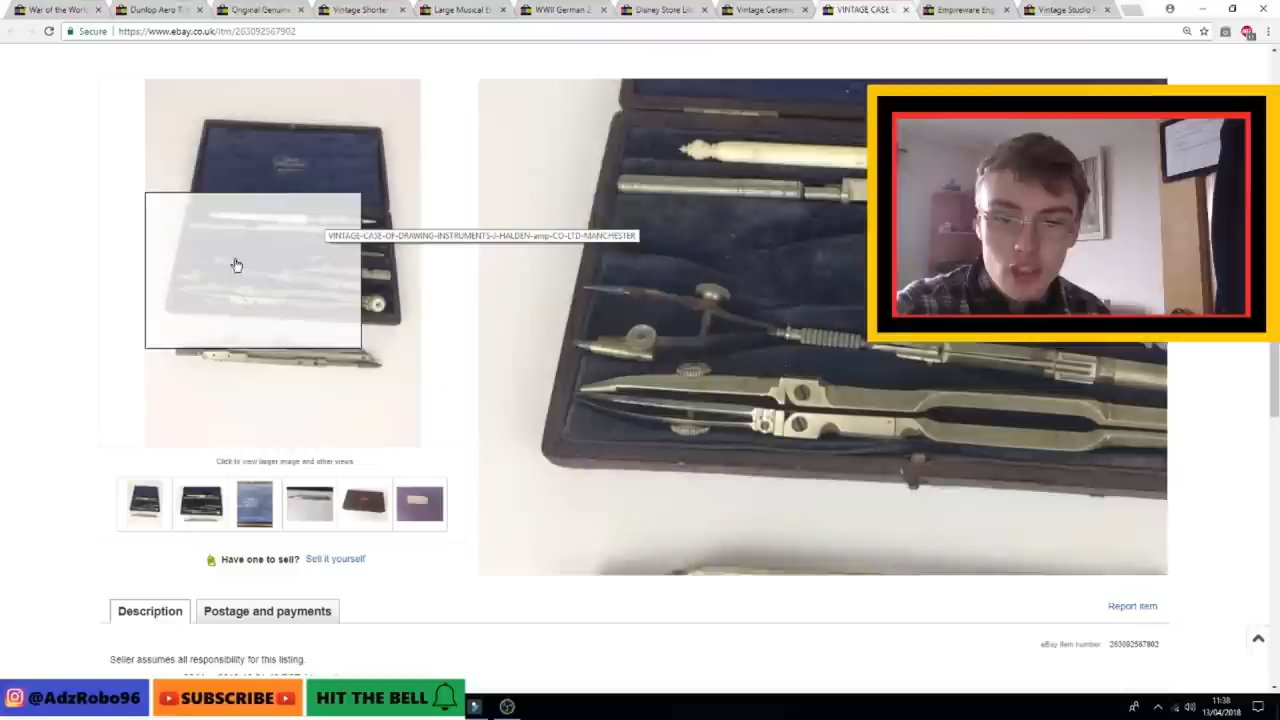 War of the Worl
Dunlop Aero T
Original Genuin
Vintage Shorter
Large Musical E
WWII German 2
Disney Store Lil
Vintage Ceramic
VINTAGE CASE
Empireware Eng
Vintage Studio P
Secure
https://www.ebay.co.uk/itm/263092567902
VINTAGE-CASE-OF-DRAWING-INSTRUMENTS-J-HALDEN-amp-CO-LTD-MANCHESTER
Click to view larger image and other views
Have one to sell? Sell it yourself
Description
Postage and payments
Report item
eBay item number: 263092567902
Seller assumes all responsibility for this listing.
@AdzRobo96
SUBSCRIBE
HIT THE BELL
11:38
13/04/2018